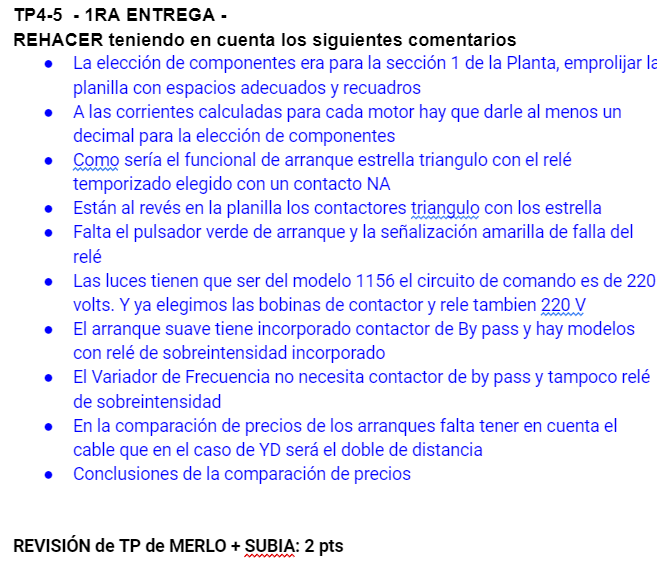 TP4-5 - 1RA ENTREGA -
REHACER teniendo en cuenta los siguientes comentarios
● La elección de componentes era para la sección 1 de la Planta, emprolijar la
planilla con espacios adecuados y recuadros
● A las corrientes calculadas para cada motor hay que darle al menos un
decimal para la elección de componentes
● Como sería el funcional de arranque estrella triangulo con el relé
temporizado elegido con un contacto NA
● Están al revés en la planilla los contactores triangulo con los estrella
● Falta el pulsador verde de arranque y la señalización amarilla de falla del
relé
● Las luces tienen que ser del modelo 1156 el circuito de comando es de 220
volts. Y ya elegimos las bobinas de contactor y rele tambien 220 V
● El arranque suave tiene incorporado contactor de By pass y hay modelos
con relé de sobreintensidad incorporado
● El Variador de Frecuencia no necesita contactor de by pass y tampoco relé
de sobreintensidad
● En la comparación de precios de los arranques falta tener en cuenta el
cable que en el caso de YD será el doble de distancia
● Conclusiones de la comparación de precios
REVISIÓN de TP de MERLO + SUBIA: 2 pts